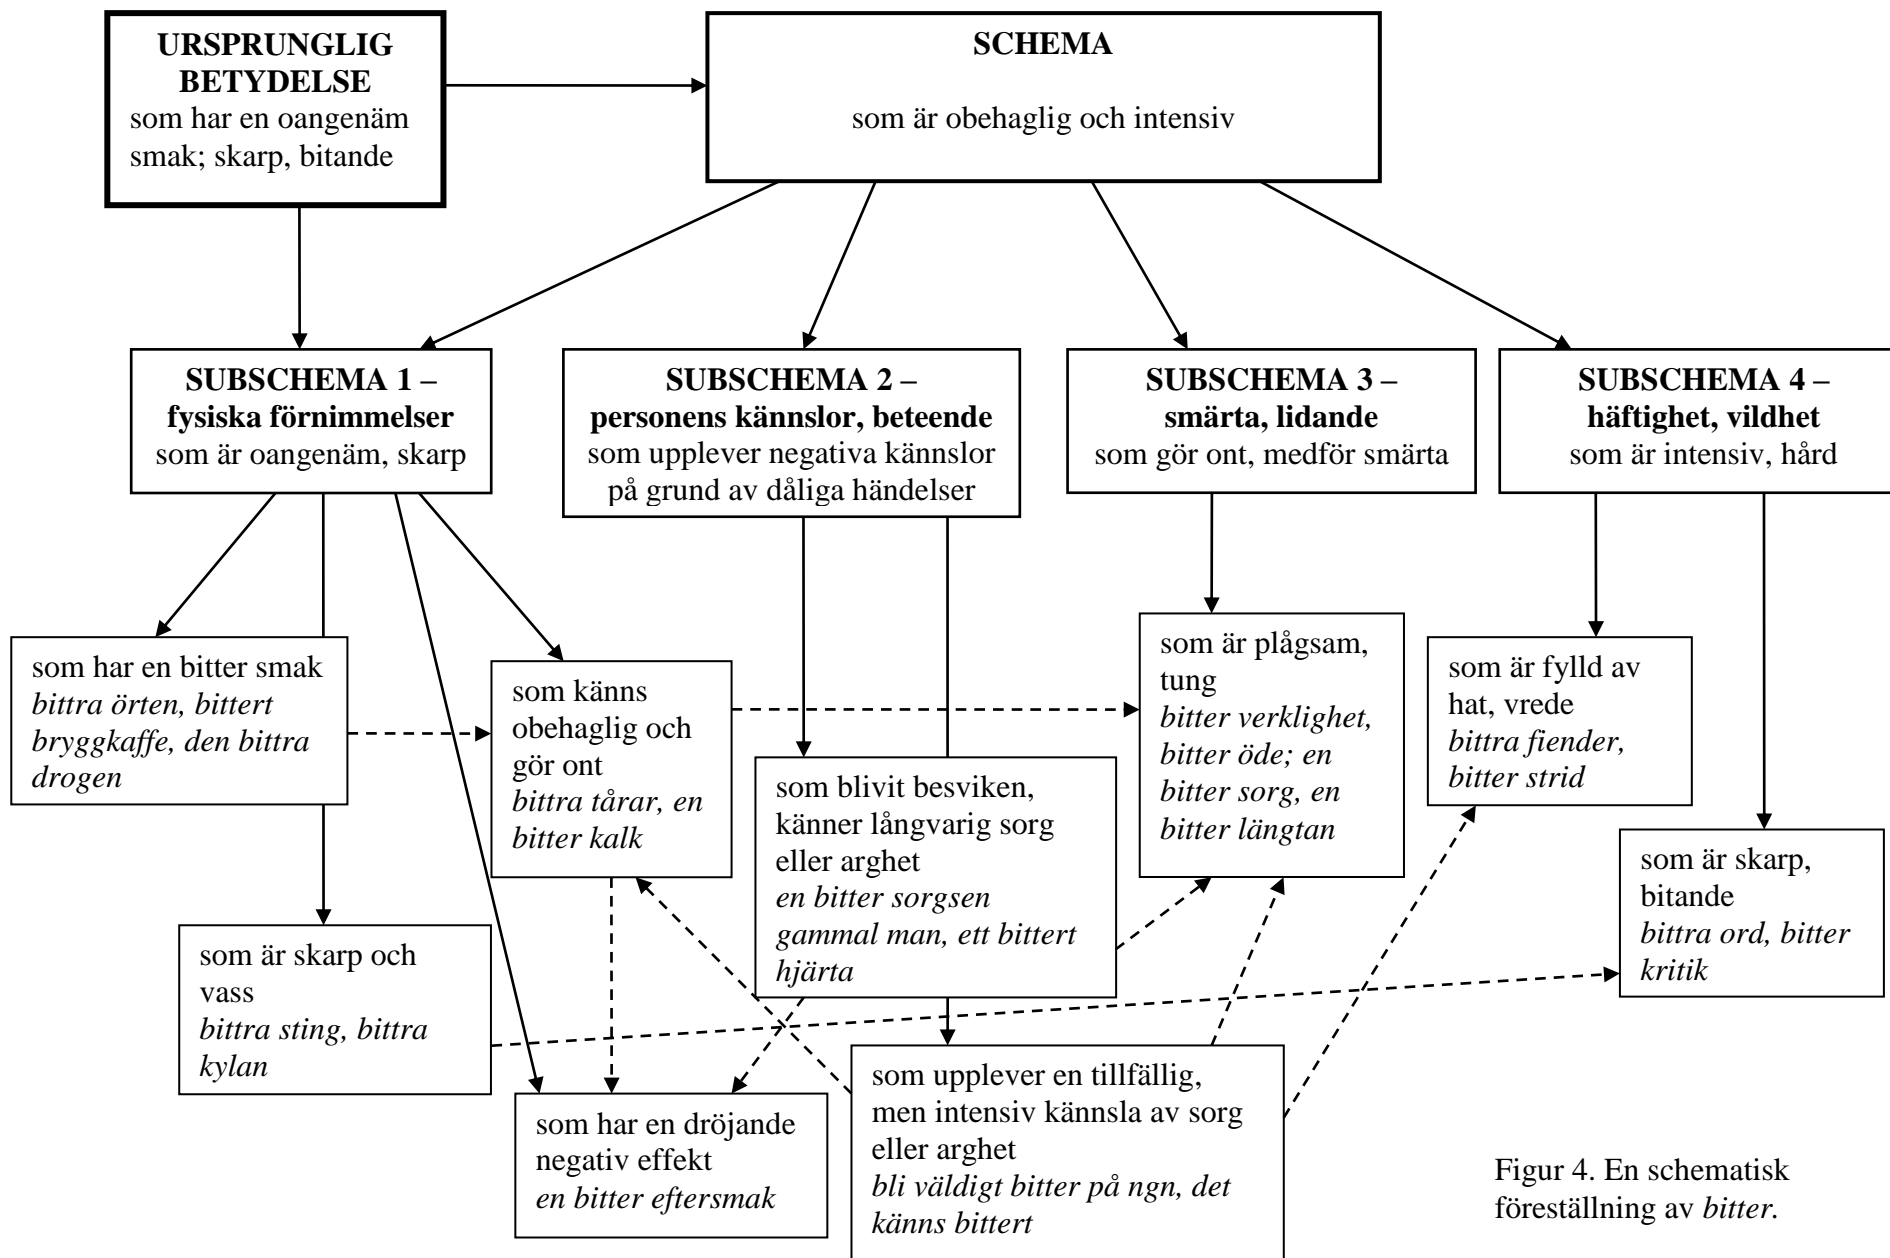 URSPRUNGLIG
BETYDELSE
som har en oangenäm
smak; skarp, bitande
SCHEMA
som är obehaglig och intensiv
SUBSCHEMA 1 –
fysiska förnimmelser
som är oangenäm, skarp
SUBSCHEMA 2 –
personens kännslor, beteende
som upplever negativa kännslor
på grund av dåliga händelser
SUBSCHEMA 3 –
smärta, lidande
som gör ont, medför smärta
SUBSCHEMA 4 –
häftighet, vildhet
som är intensiv, hård
som har en bitter smak
bittra örten, bittert
bryggkaffe, den bittra
drogen
som känns
obehaglig och
gör ont
bittra tårar, en
bitter kalk
som blivit besviken,
känner långvarig sorg
eller arghet
en bitter sorgsen
gammal man, ett bittert
hjärta
som är plågsam,
tung
bitter verklighet,
bitter öde; en
bitter sorg, en
bitter längtan
som är fylld av
hat, vrede
bittra fiender,
bitter strid
som är skarp,
bitande
bittra ord, bitter
kritik
som är skarp och
vass
bittra sting, bittra
kylan
som har en dröjande
negativ effekt
en bitter eftersmak
som upplever en tillfällig,
men intensiv kännsla av sorg
eller arghet
bli väldigt bitter på ngn, det
känns bittert
Figur 4. En schematisk
föreställning av bitter.